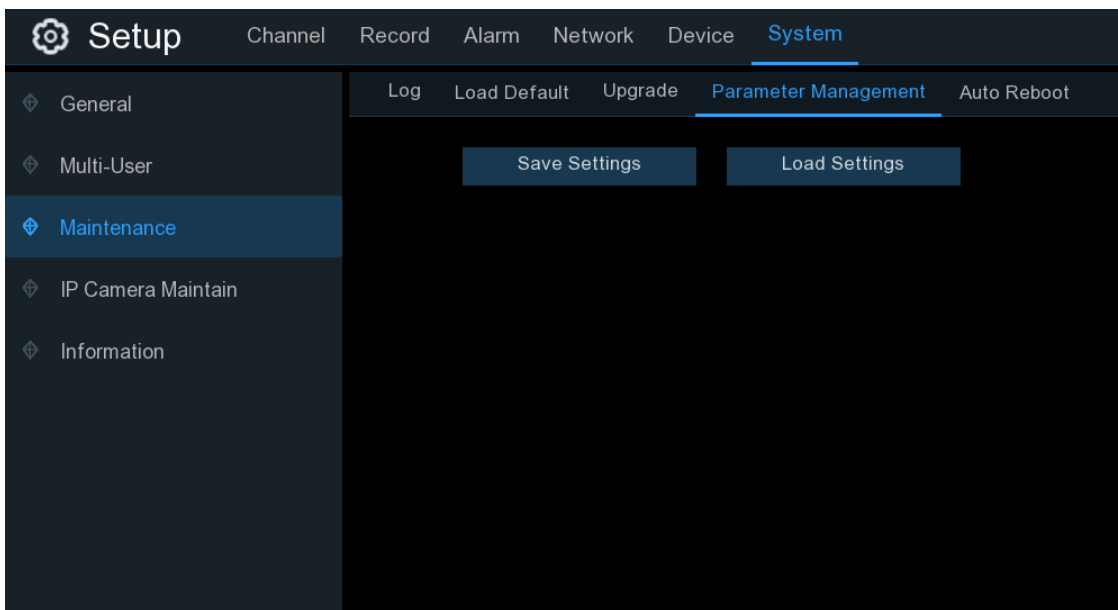 Setup Channel Record Alarm Network Device System
Log Load Default Upgrade Parameter Management Auto Reboot
General
Multi-User
Maintenance
IP Camera Maintain
Information
Save Settings Load Settings